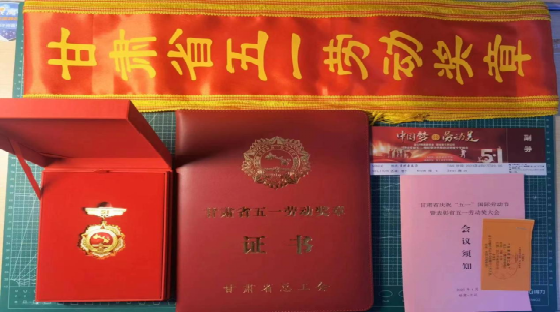 甘肃省五一劳动奖章
甘肃省五一劳动奖章
证书
甘肃省总工会
中国梦 劳动美
51
甘肃省庆祝“五一”国际劳动节
暨表彰省五一劳动奖大会
会议须知